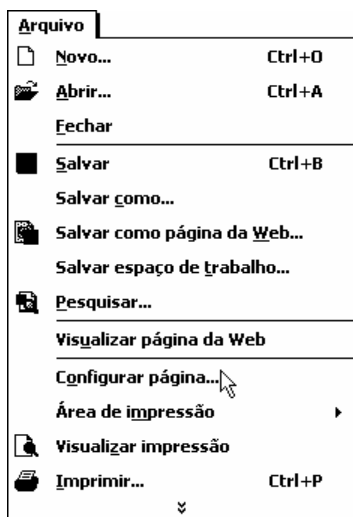 Arquivo
Novo... Ctrl+O
Abrir... Ctrl+A
Fechar
Salvar Ctrl+B
Salvar como...
Salvar como página da Web...
Salvar espaço de trabalho...
Pesquisar...
Visualizar página da Web
Configurar página...
Área de impressão
Visualizar impressão
Imprimir... Ctrl+P